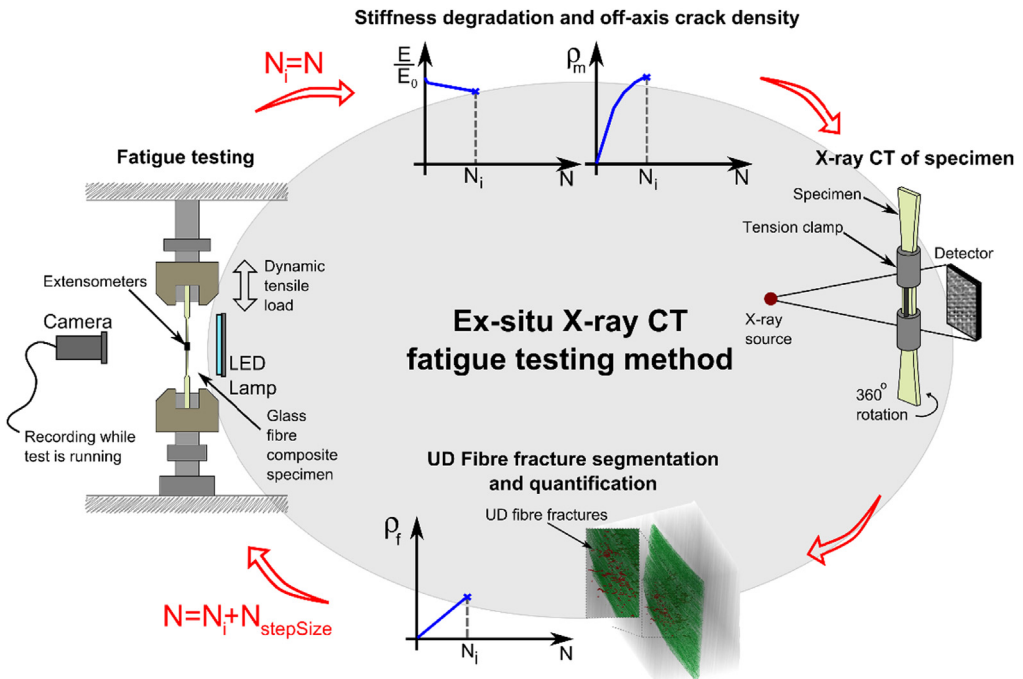 Stiffness degradation and off-axis crack density
E
E₀
N
Nᵢ
ρₘ
N
Nᵢ
Nᵢ=N
Fatigue testing
Extensometers
Dynamic
tensile
load
Camera
LED
Lamp
Recording while
test is running
Glass
fibre
composite
specimen
X-ray CT of specimen
Specimen
Tension clamp
Detector
X-ray
source
360°
rotation
Ex-situ X-ray CT
fatigue testing method
UD Fibre fracture segmentation
and quantification
UD fibre fractures
ρf
Nᵢ
N
N=Nᵢ+NstepSize